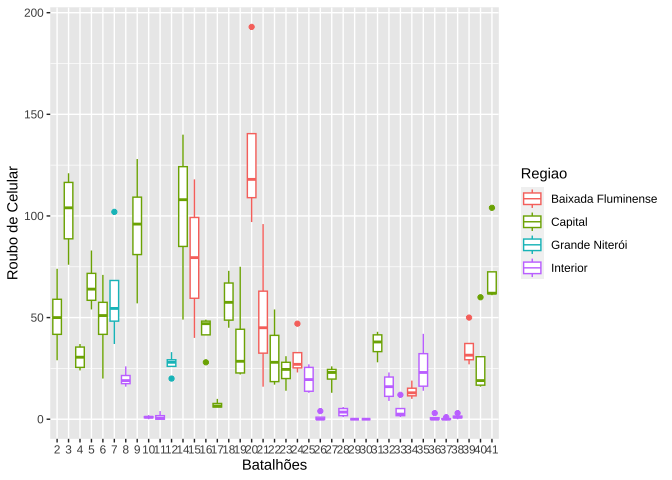 200
150
100
50
0
Roubo de Celular
2 3 4 5 6 7 8 9 10 11 12 14 15 16 17 18 19 20 21 22 23 24 25 26 27 28 29 30 31 32 33 34 35 36 37 38 39 40 41
Batalhões
Regiao
Baixada Fluminense
Capital
Grande Niterói
Interior